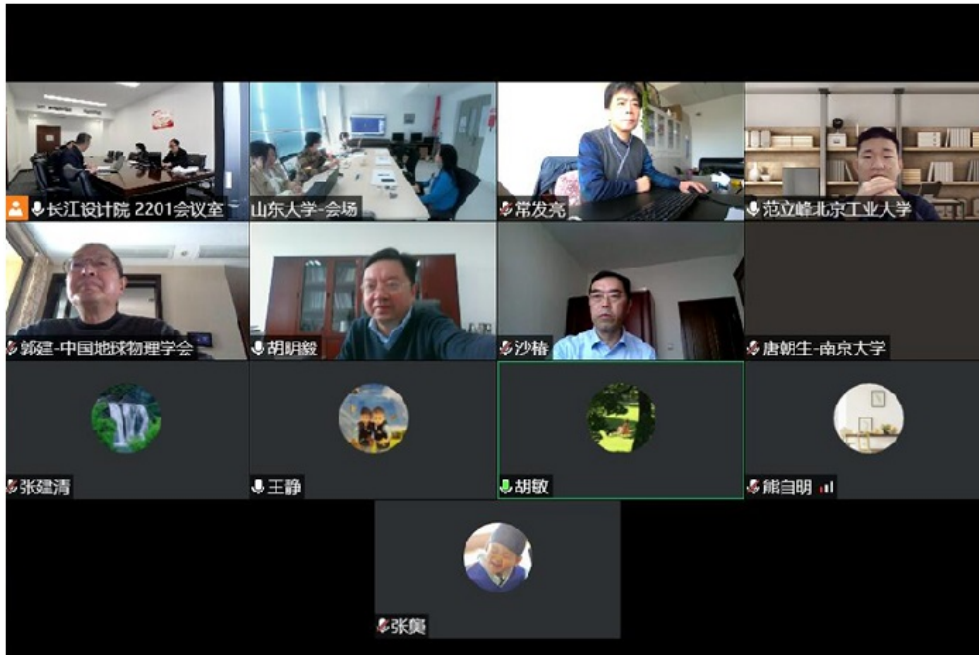 长江设计院 2201会议室
山东大学-会场
常发亮
范立峰北京工业大学
郭建-中国地球物理学会
胡明毅
沙椿
唐朝生-南京大学
张建清
王静
胡敏
熊自明
张龑